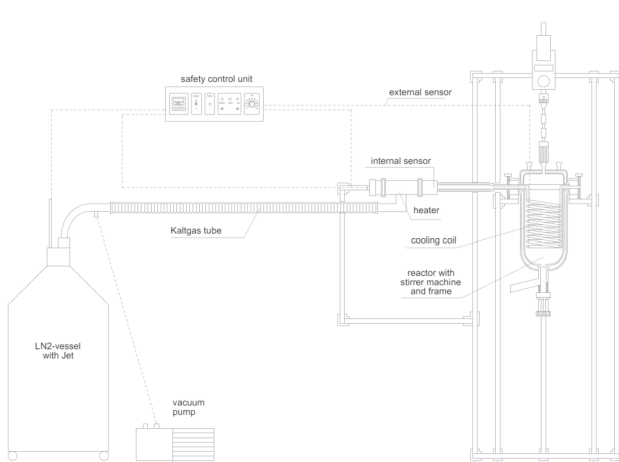 safety control unit
external sensor
internal sensor
heater
Kaltgas tube
cooling coil
reactor with
stirrer machine
and frame
LN2-vessel
with Jet
vacuum
pump